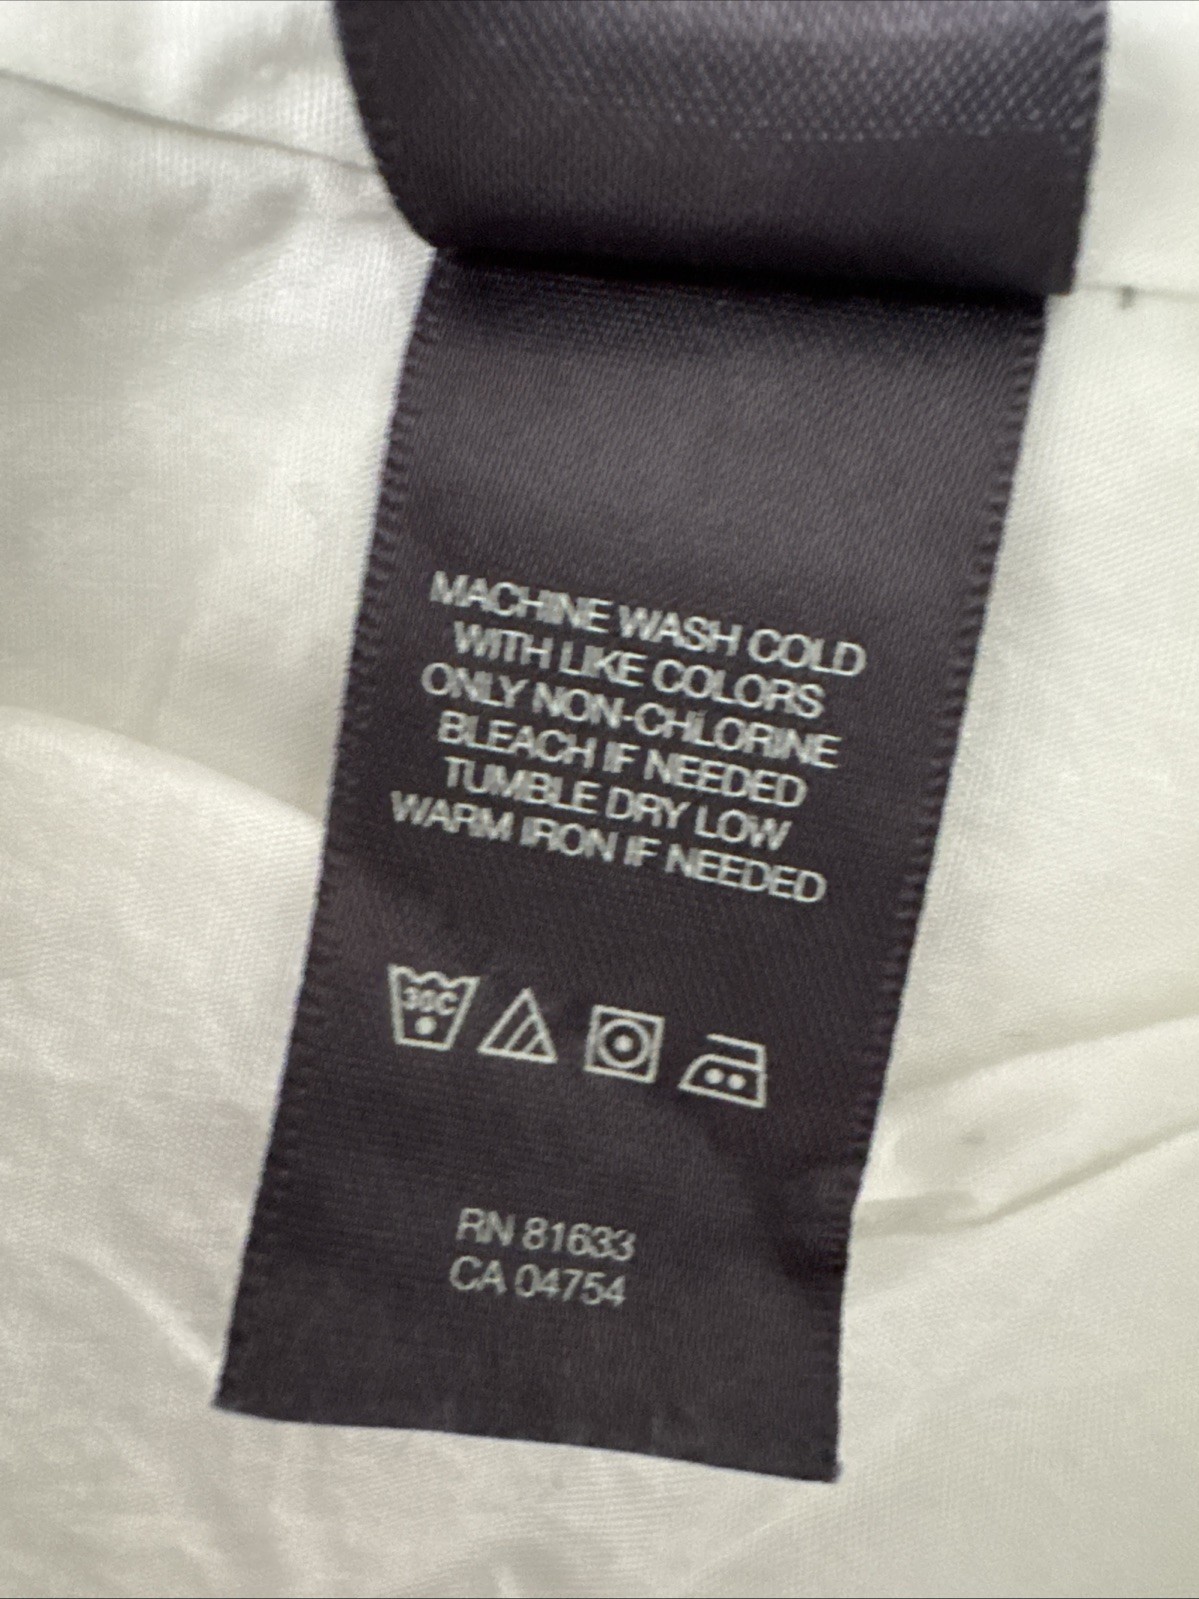 MACHINE WASH COLD
WITH LIKE COLORS
ONLY NON-CHLORINE
BLEACH IF NEEDED
TUMBLE DRY LOW
WARM IRON IF NEEDED
30C
RN 81633
CA 04754